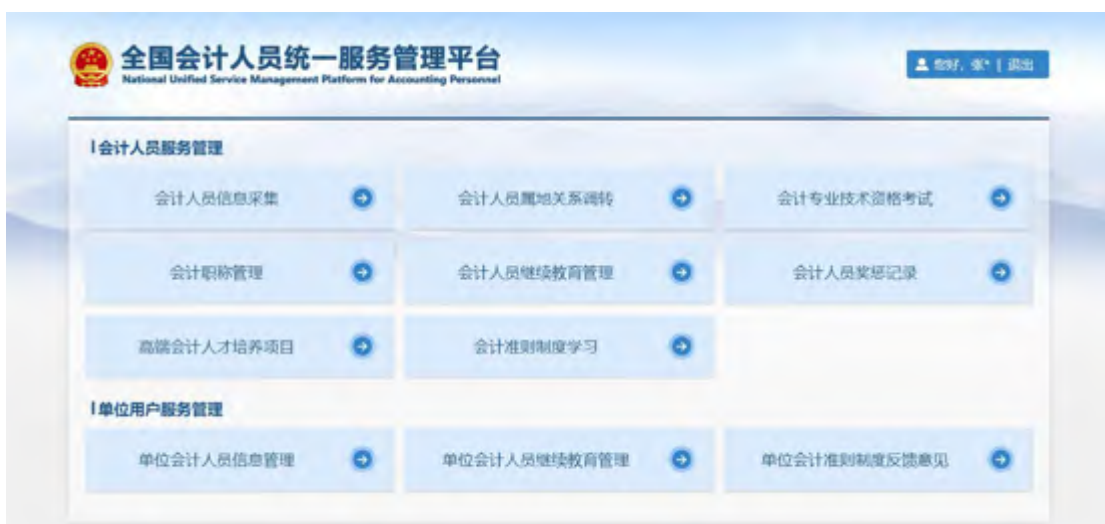 全国会计人员统一服务管理平台
National Unified Service Management Platform for Accounting Personnel
您好，张* | 退出
会计人员服务管理
会计人员信息采集 会计人员属地关系调转 会计专业技术资格考试
会计职称管理 会计人员继续教育管理 会计人员奖惩记录
高端会计人才培养项目 会计准则制度学习
单位用户服务管理
单位会计人员信息管理 单位会计人员继续教育管理 单位会计准则制度反馈意见